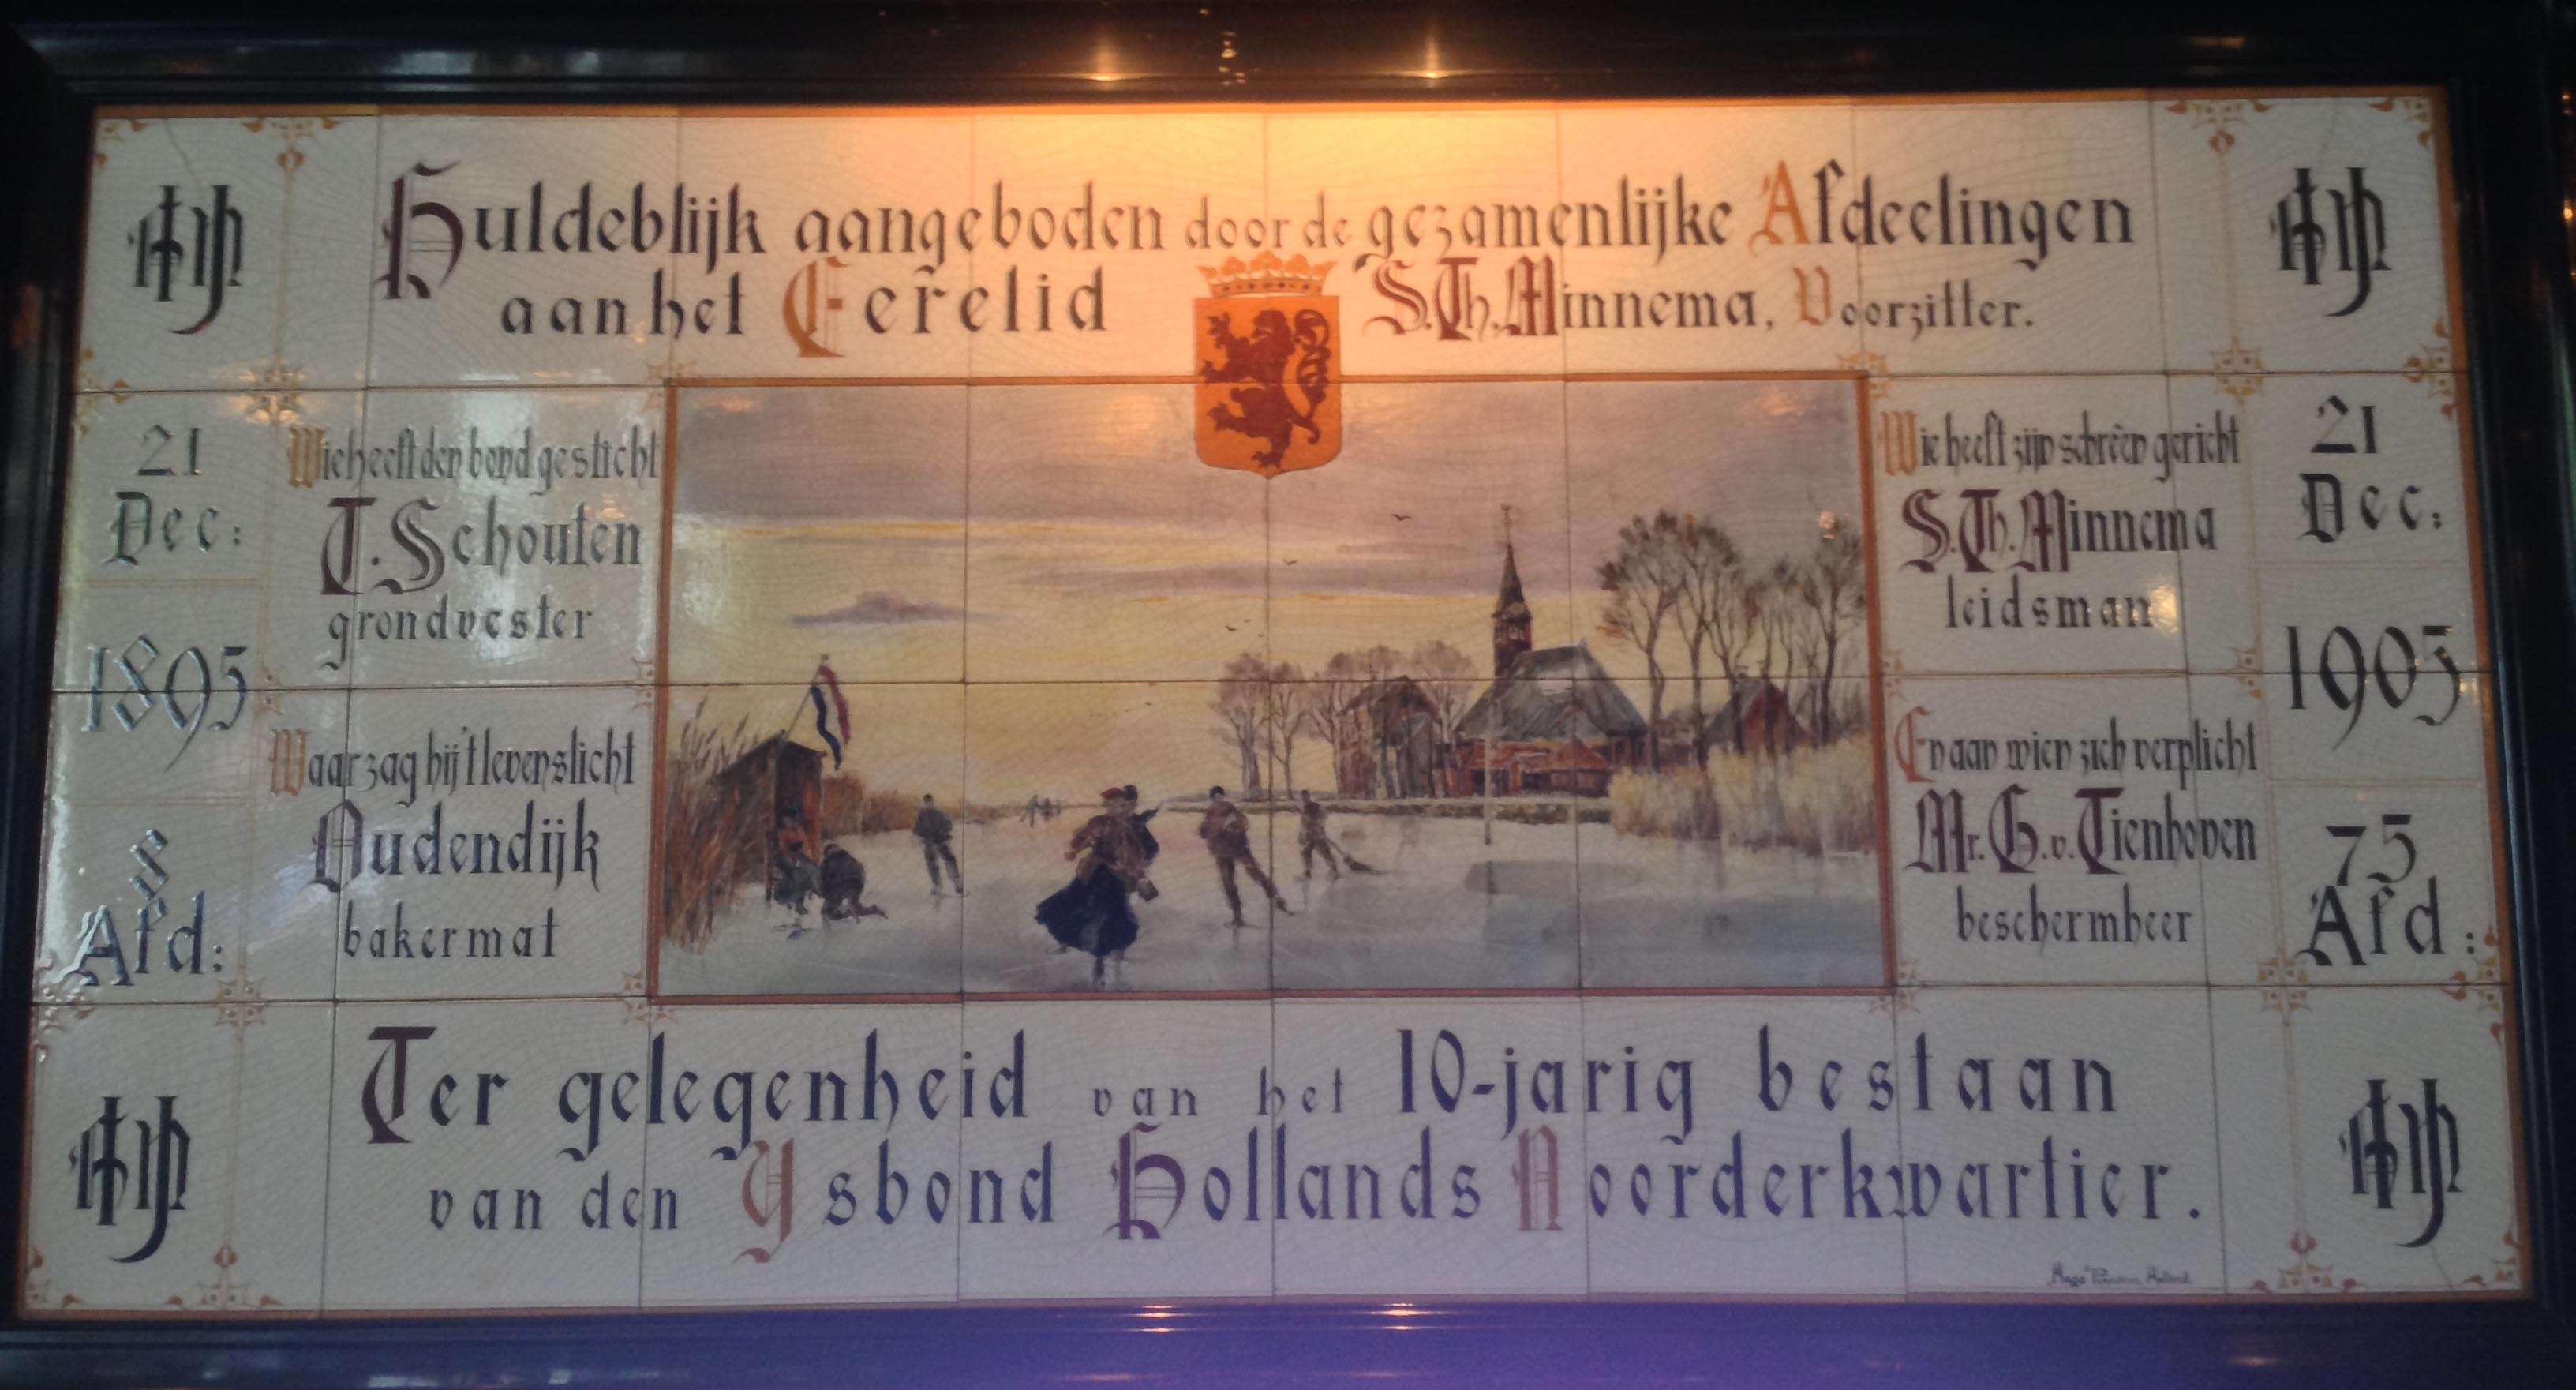 Huldeblijk aangeboden door de gezamenlijke Afdeelingen
aan het Eerelid S.Th. Minnema, Voorzitter.
21
Dec:
1895
8
Afd:
Wie heeft den bond gesticht
T. Schouten
grondvester
Waar zag hij 't levenslicht
Oudendijk
bakermat
Wie heeft zijn schreên gericht
S.Th. Minnema
leidsman
En aan wien zich verplicht
Mr. G. v. Tienhoven
beschermheer
21
Dec:
1905
75
Afd:
Ter gelegenheid van het 10-jarig bestaan
van den Ysbond Hollands Noorderkwartier.
Holland